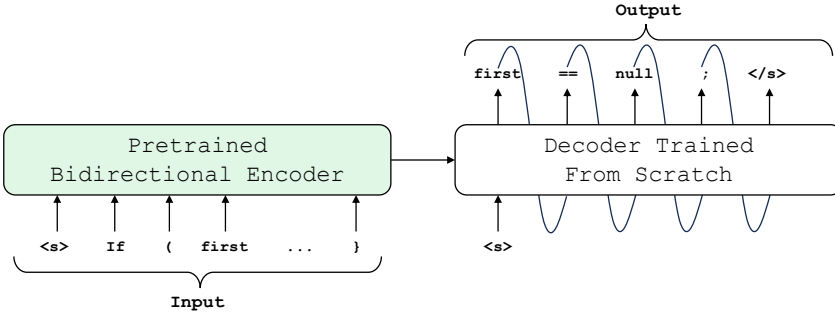 Output
first == null ; </s>
Pretrained
Bidirectional Encoder
Decoder Trained
From Scratch
<s> If ( first ... }
<s>
Input